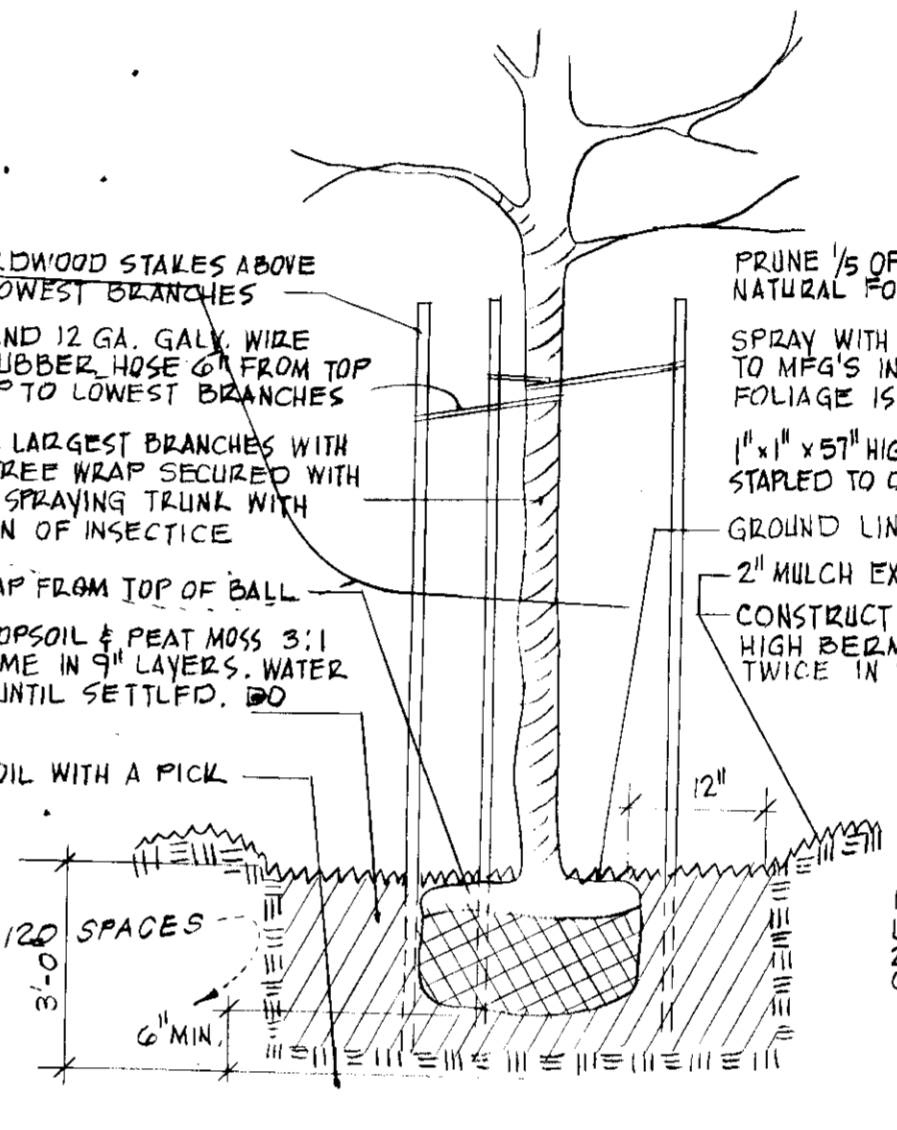 RDWOOD STAKES ABOVE
LOWEST BRANCHES
ND 12 GA. GALV. WIRE
UBBER HOSE 6" FROM TOP
P TO LOWEST BRANCHES
LARGEST BRANCHES WITH
TREE WRAP SECURED WITH
SPRAYING TRUNK WITH
N OF INSECTICE
AP FROM TOP OF BALL
OPSOIL & PEAT MOSS 3:1
ME IN 9" LAYERS. WATER
UNTIL SETTLED. DO
OIL WITH A PICK
PRUNE 1/5 OF
NATURAL FO
SPRAY WITH
TO MFG'S IN
FOLIAGE IS
1" x 1" x 57" HIG
STAPLED TO
GROUND LIN
2" MULCH EX
CONSTRUCT
HIGH BERM
TWICE IN
12"
120 SPACES
3'-0
6" MIN.